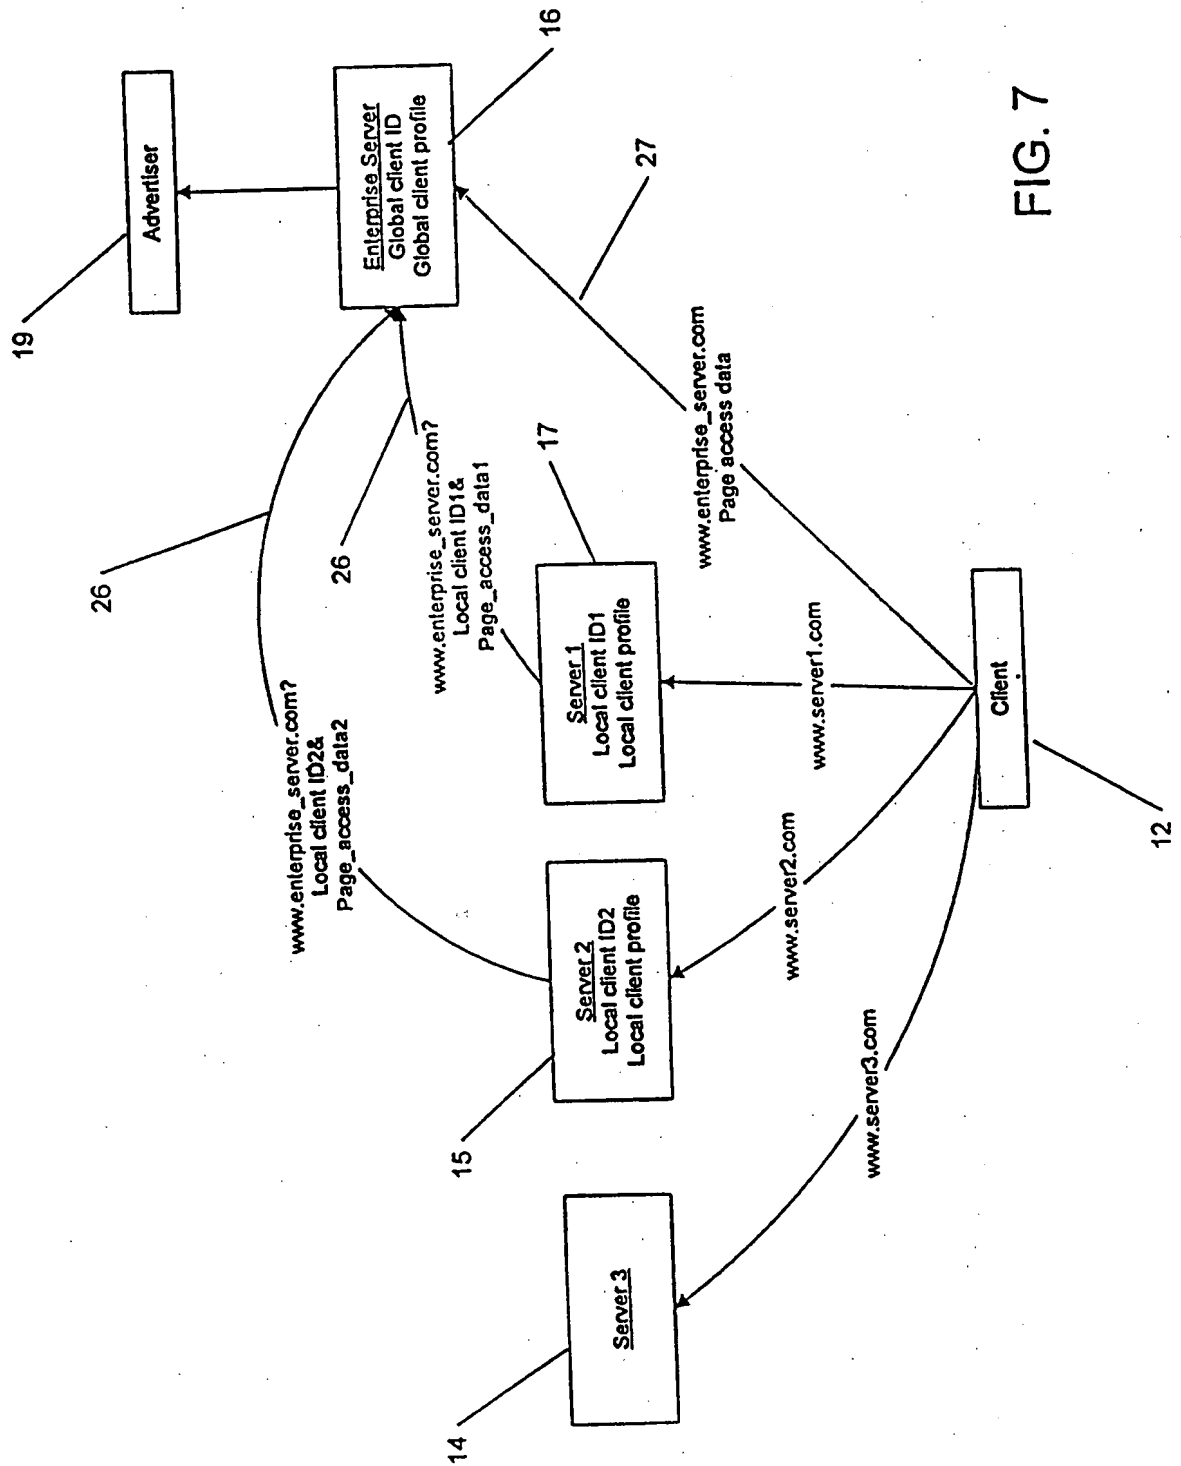 19
Advertiser
16
Enterprise Server
Global client ID
Global client profile
26
26
27
www.enterprise_server.com?
Local client ID2&
Page_access_data2
www.enterprise_server.com?
Local client ID1&
Page_access_data1
www.enterprise_server.com
Page access data
14
Server 3
15
Server 2
Local client ID2
Local client profile
17
Server 1
Local client ID1
Local client profile
www.server3.com
www.server2.com
www.server1.com
12
Client
FIG. 7